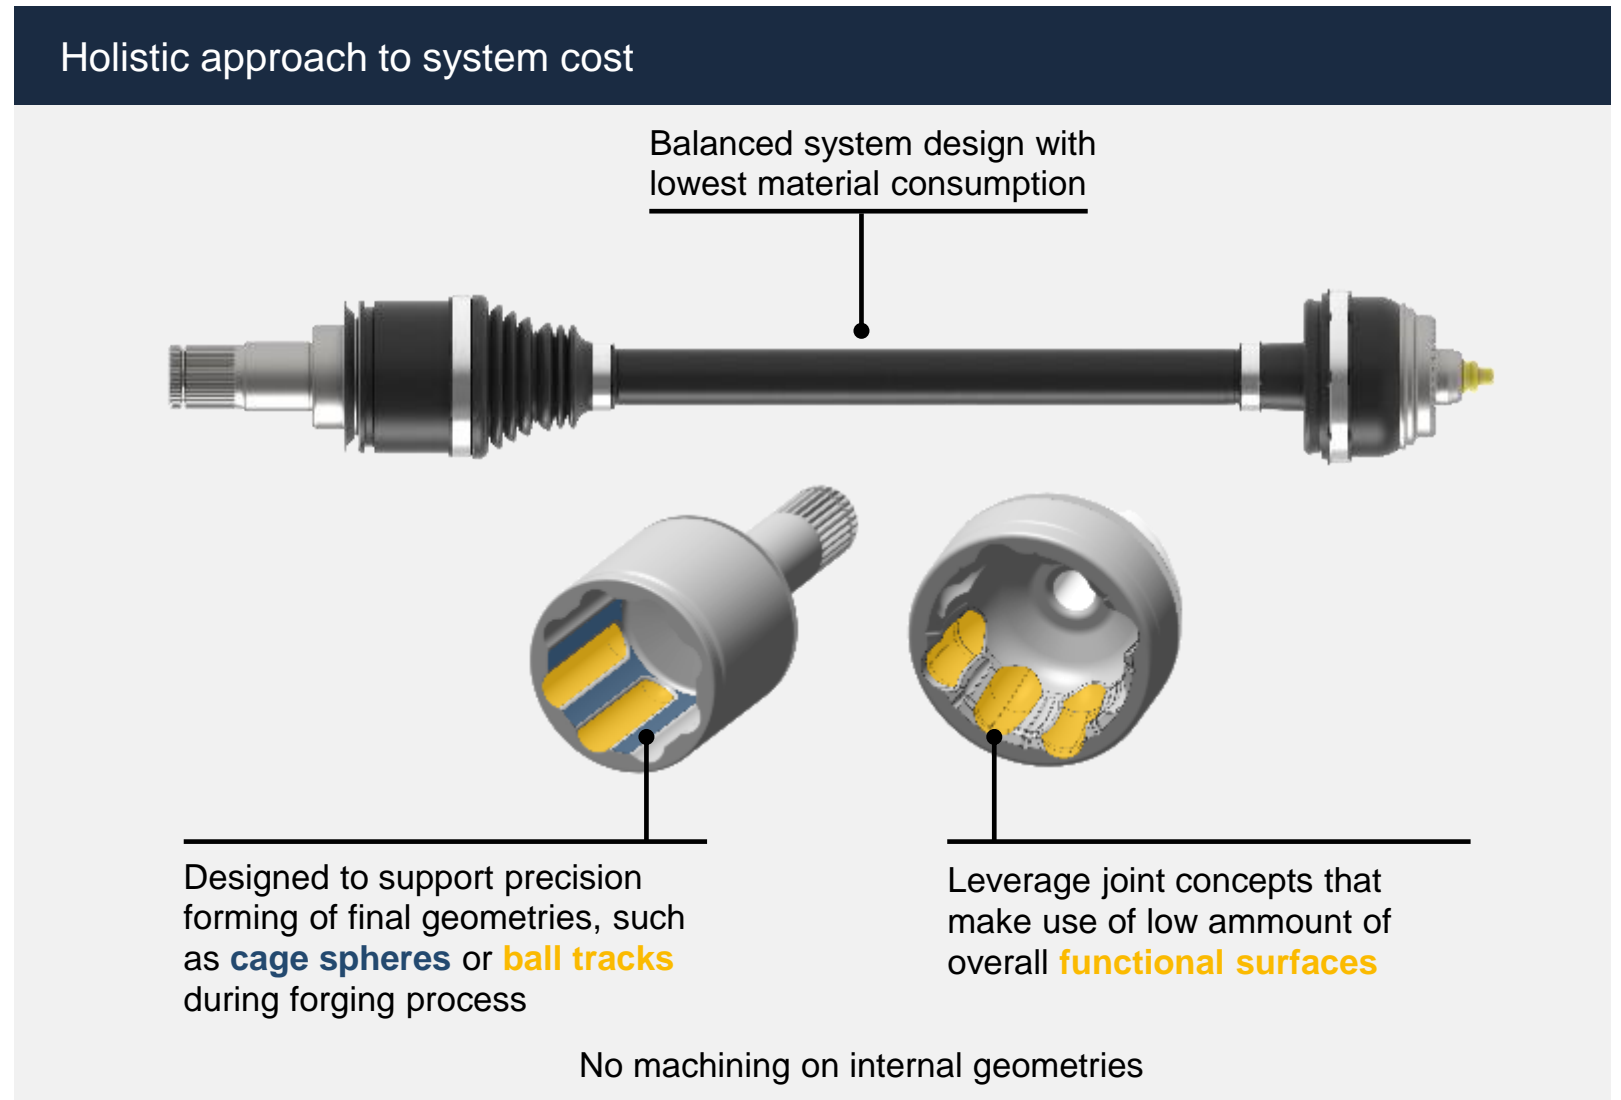 Holistic approach to system cost
Balanced system design with
lowest material consumption
Designed to support precision
forming of final geometries, such
as cage spheres or ball tracks
during forging process
Leverage joint concepts that
make use of low ammount of
overall functional surfaces
No machining on internal geometries